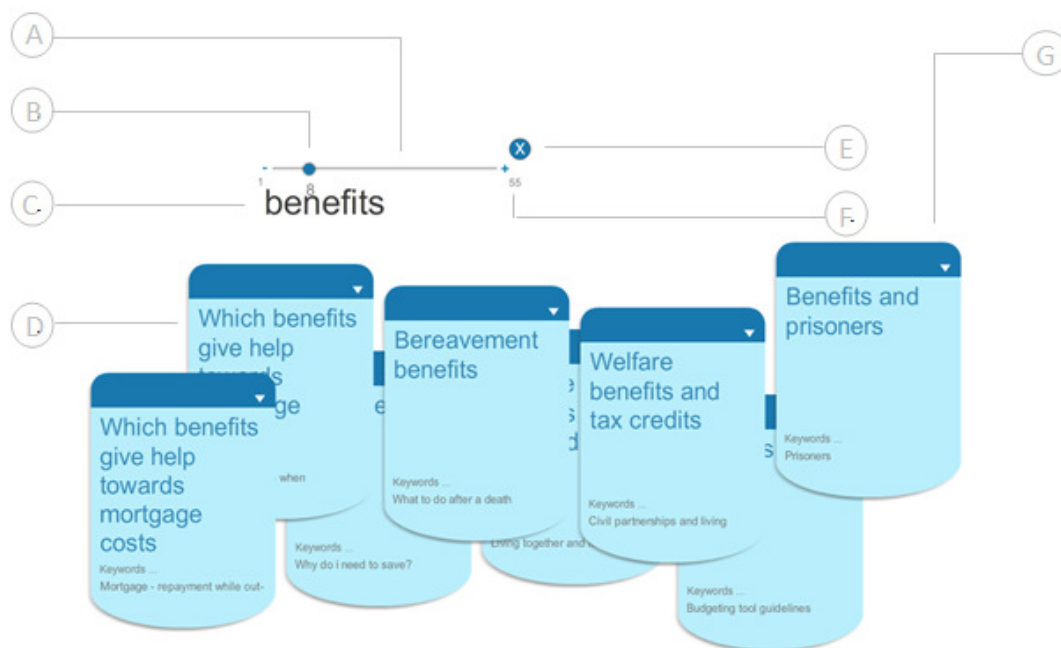 A
G
B
X
E
-
+
1
8
55
C.
benefits
F.
D.
Which benefits
give help
towards
ge
when
Bereavement
benefits
Keywords ...
What to do after a death
Welfare
benefits and
tax credits
Keywords ...
Civil partnerships and living
Benefits and
prisoners
Keywords ...
Prisoners
Which benefits
give help
towards
mortgage
costs
Keywords ...
Mortgage - repayment while out-
Keywords ...
Why do i need to save?
Living together and
Keywords ...
Budgeting tool guidelines